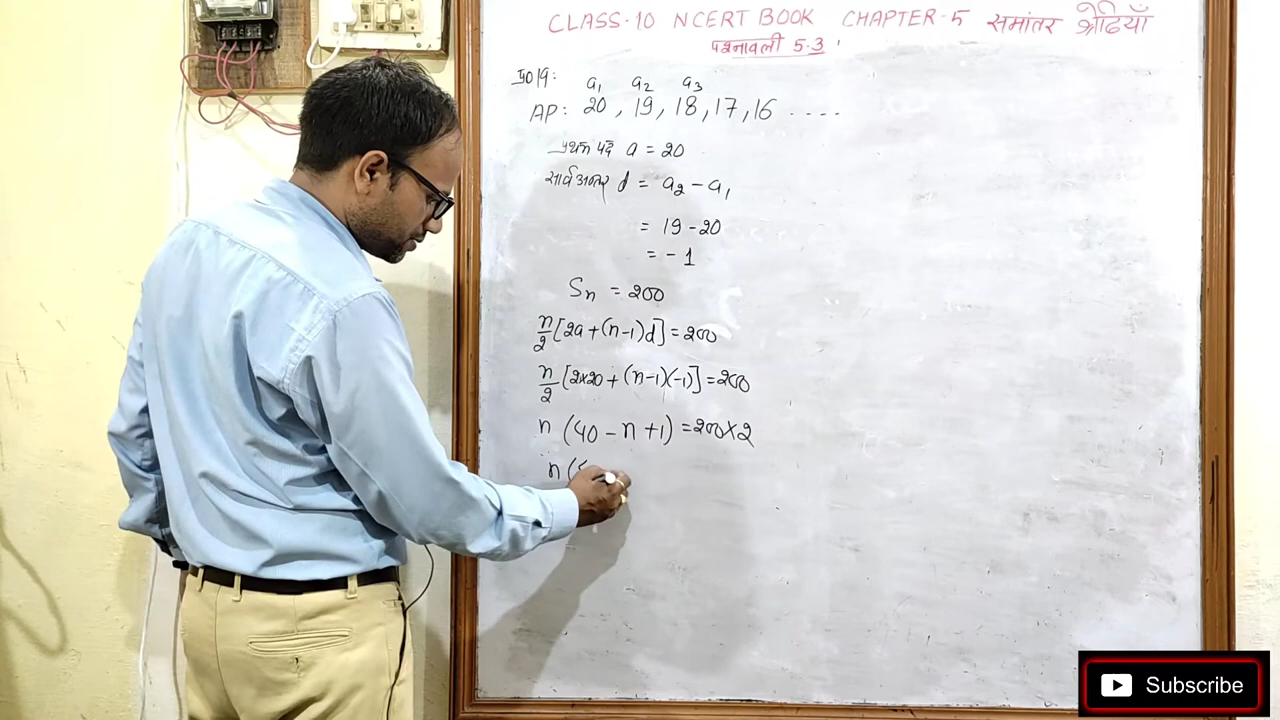 CLASS-10 NCERT BOOK CHAPTER-5 समांतर श्रेढियाँ
प्रश्नावली 5.3
प्र019:
a₁ a₂ a₃
AP: 20, 19, 18, 17, 16 ....
प्रथम पद a = 20
सार्वअन्तर d = a₂ - a₁
= 19 - 20
= - 1
Sn = 200
n/2 [2a + (n-1)d] = 200
n/2 [2×20 + (n-1)(-1)] = 200
n (40 - n + 1) = 200×2
n (
Subscribe